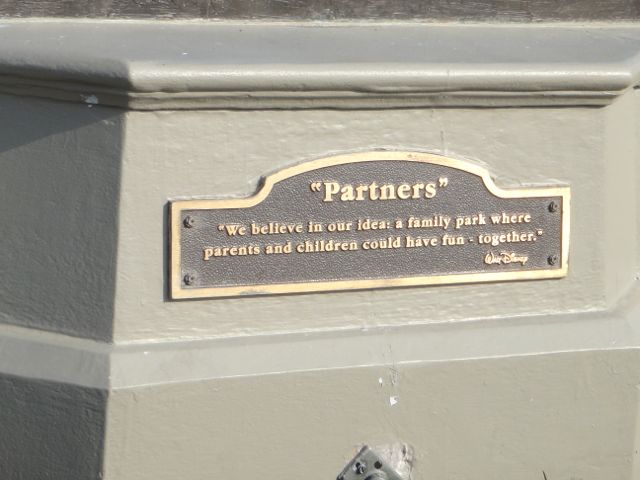 "Partners"
"We believe in our idea: a family park where
parents and children could have fun - together."
Walt Disney